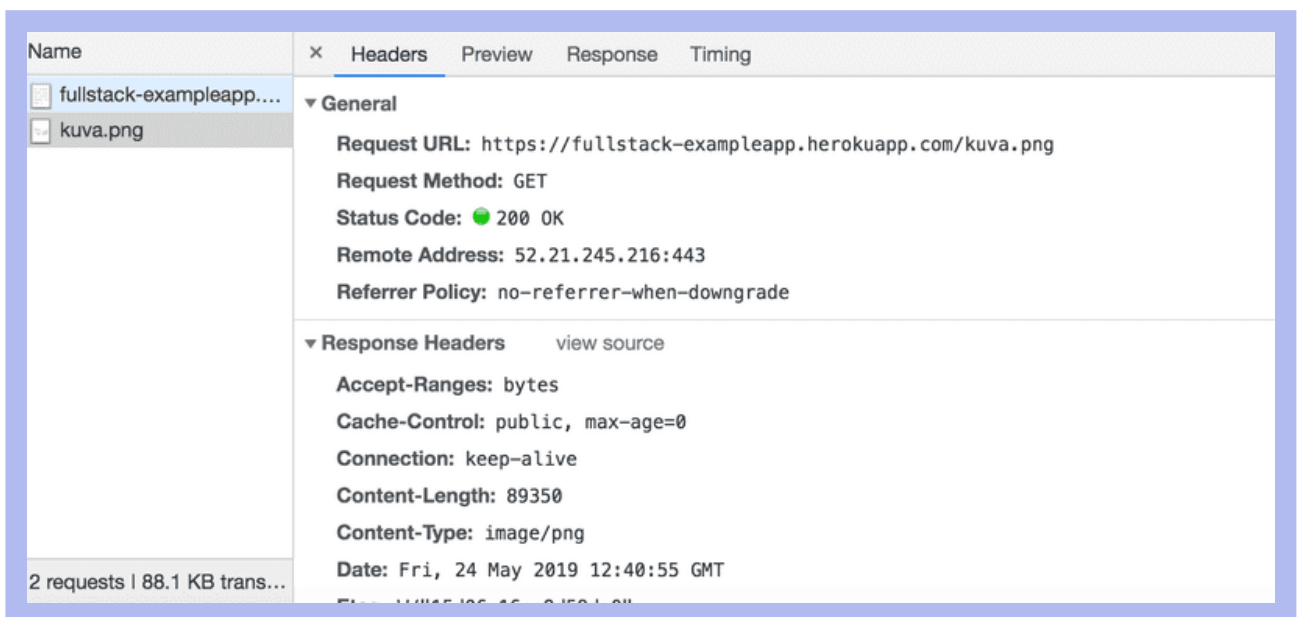 Name
fullstack-exampleapp....
kuva.png
2 requests | 88.1 KB trans...
× Headers Preview Response Timing
▼ General
Request URL: https://fullstack-exampleapp.herokuapp.com/kuva.png
Request Method: GET
Status Code: 200 OK
Remote Address: 52.21.245.216:443
Referrer Policy: no-referrer-when-downgrade
▼ Response Headers view source
Accept-Ranges: bytes
Cache-Control: public, max-age=0
Connection: keep-alive
Content-Length: 89350
Content-Type: image/png
Date: Fri, 24 May 2019 12:40:55 GMT